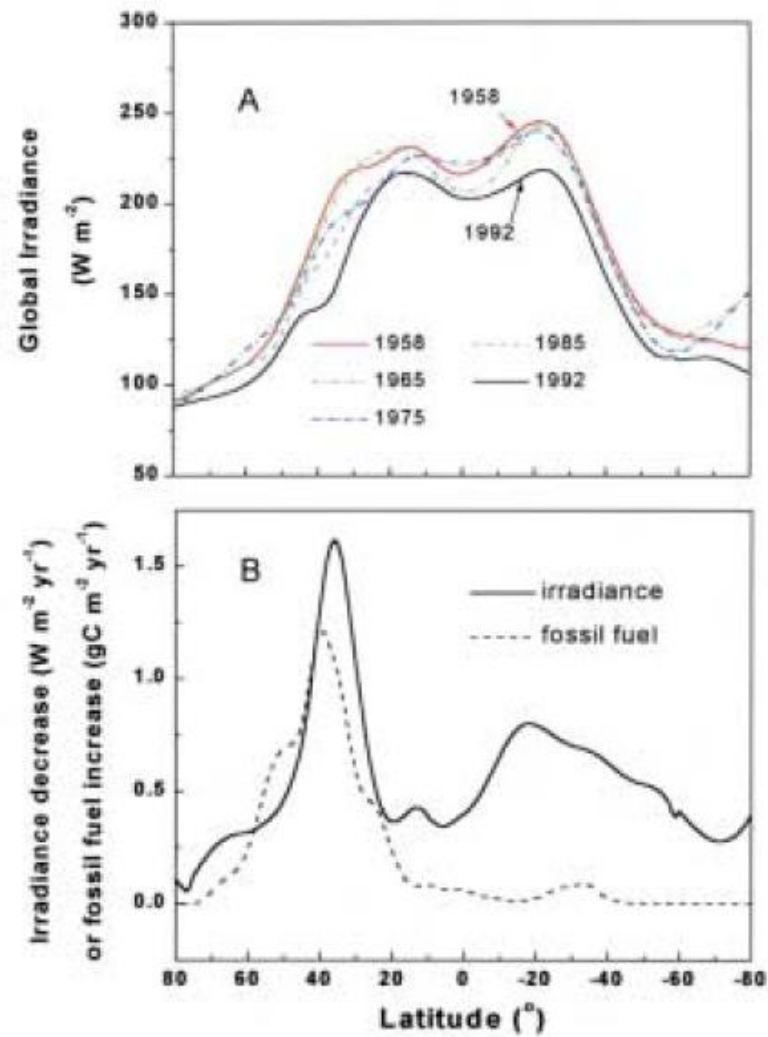 300
250
200
150
100
50
Global Irradiance
(W m⁻²)
A
1958
1992
1958
1965
1975
1985
1992
Irradiance decrease (W m⁻² yr⁻¹)
or fossil fuel increase (gC m⁻² yr⁻¹)
1.5
1.0
0.5
0.0
B
irradiance
fossil fuel
80 60 40 20 0 -20 -40 -60 -80
Latitude (°)